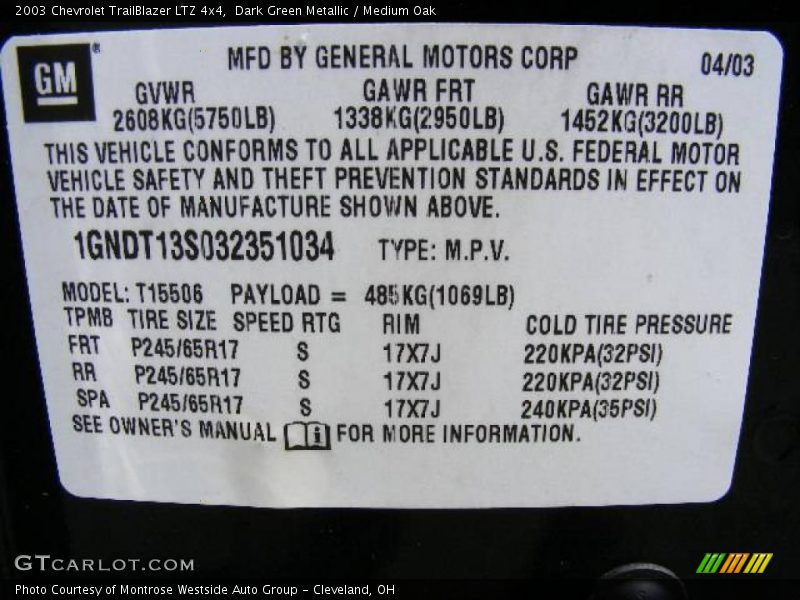 2003 Chevrolet TrailBlazer LTZ 4x4, Dark Green Metallic / Medium Oak
GM ®
MFD BY GENERAL MOTORS CORP 04/03
GVWR GAWR FRT GAWR RR
2608KG(5750LB) 1338KG(2950LB) 1452KG(3200LB)
THIS VEHICLE CONFORMS TO ALL APPLICABLE U.S. FEDERAL MOTOR
VEHICLE SAFETY AND THEFT PREVENTION STANDARDS IN EFFECT ON
THE DATE OF MANUFACTURE SHOWN ABOVE.
1GNDT13S032351034 TYPE: M.P.V.
MODEL: T15506 PAYLOAD = 485KG(1069LB)
TPMB TIRE SIZE SPEED RTG RIM COLD TIRE PRESSURE
FRT P245/65R17 S 17X7J 220KPA(32PSI)
RR P245/65R17 S 17X7J 220KPA(32PSI)
SPA P245/65R17 S 17X7J 240KPA(35PSI)
SEE OWNER'S MANUAL i FOR MORE INFORMATION.
GTCARLOT.COM
Photo Courtesy of Montrose Westside Auto Group - Cleveland, OH